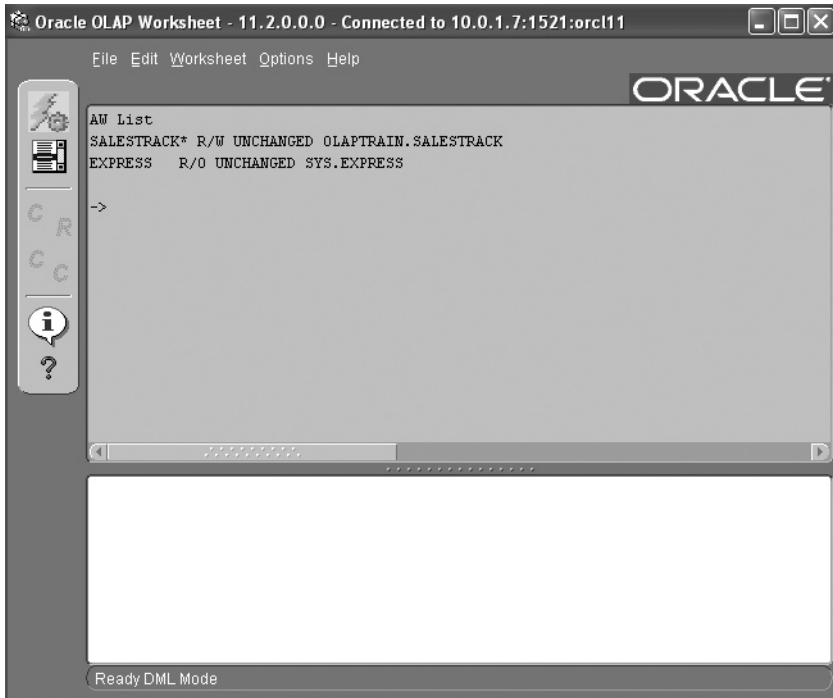 Oracle OLAP Worksheet - 11.2.0.0.0 - Connected to 10.0.1.7:1521:orcl11
File Edit Worksheet Options Help
ORACLE
AW List
SALESTRACK* R/W UNCHANGED OLAPTRAIN.SALESTRACK
EXPRESS R/O UNCHANGED SYS.EXPRESS
->
C R
C C
i
?
Ready DML Mode